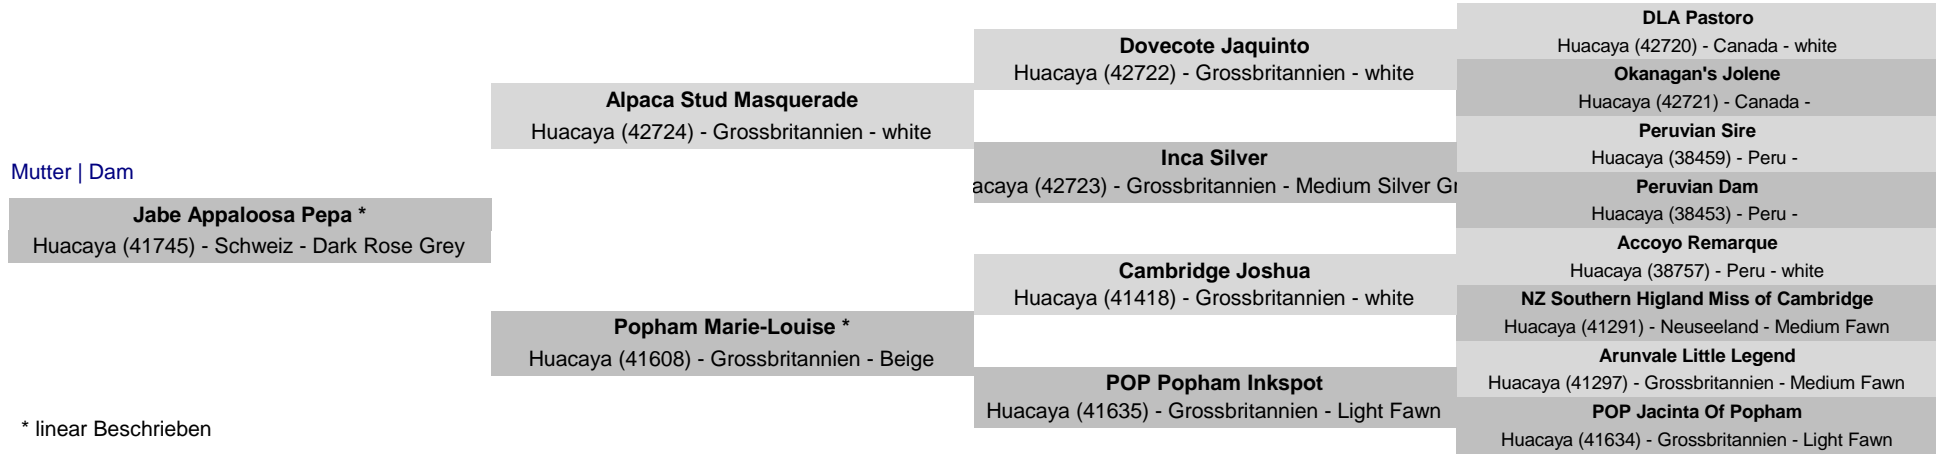 Mutter | Dam
Jabe Appaloosa Pepa *
Huacaya (41745) - Schweiz - Dark Rose Grey
* linear Beschrieben
Alpaca Stud Masquerade
Huacaya (42724) - Grossbritannien - white
Popham Marie-Louise *
Huacaya (41608) - Grossbritannien - Beige
Dovecote Jaquinto
Huacaya (42722) - Grossbritannien - white
Inca Silver
acaya (42723) - Grossbritannien - Medium Silver Gr
Cambridge Joshua
Huacaya (41418) - Grossbritannien - white
POP Popham Inkspot
Huacaya (41635) - Grossbritannien - Light Fawn
DLA Pastoro
Huacaya (42720) - Canada - white
Okanagan's Jolene
Huacaya (42721) - Canada -
Peruvian Sire
Huacaya (38459) - Peru -
Peruvian Dam
Huacaya (38453) - Peru -
Accoyo Remarque
Huacaya (38757) - Peru - white
NZ Southern Higland Miss of Cambridge
Huacaya (41291) - Neuseeland - Medium Fawn
Arunvale Little Legend
Huacaya (41297) - Grossbritannien - Medium Fawn
POP Jacinta Of Popham
Huacaya (41634) - Grossbritannien - Light Fawn